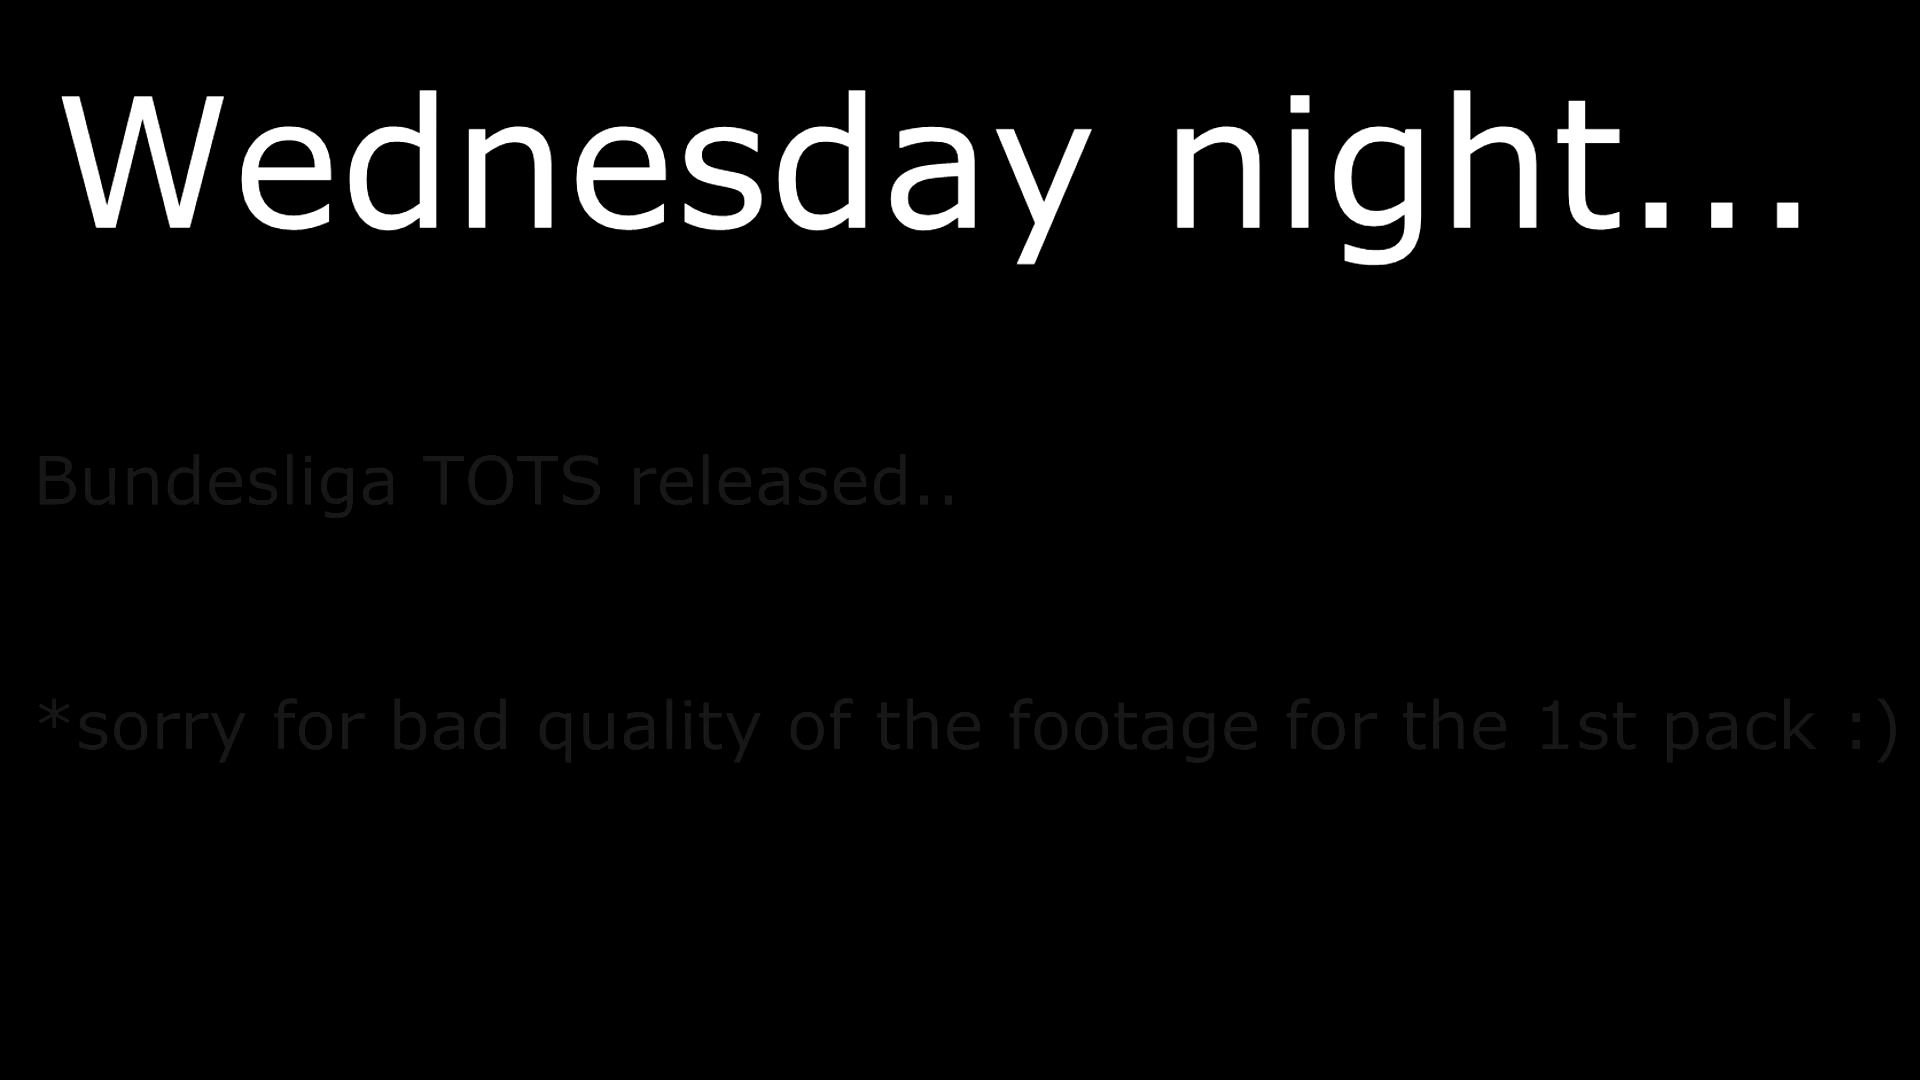 Wednesday night...
Bundesliga TOTS released..
*sorry for bad quality of the footage for the 1st pack :)